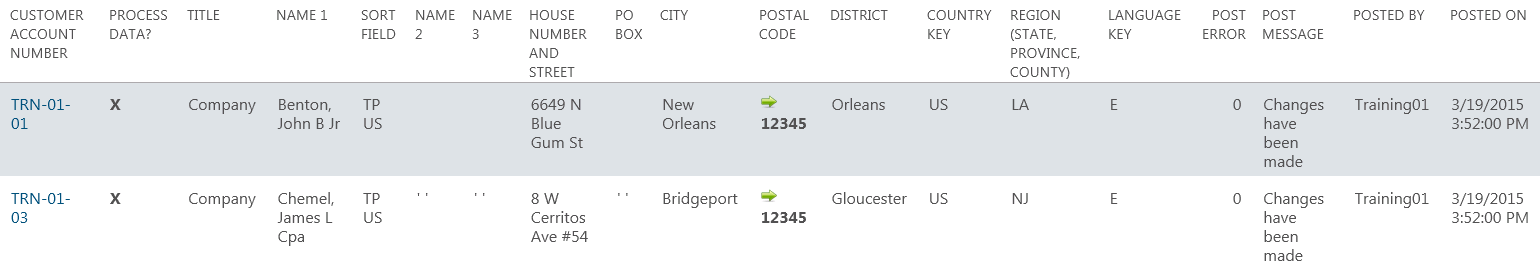 CUSTOMER ACCOUNT NUMBER PROCESS DATA? TITLE NAME 1 SORT FIELD NAME 2 NAME 3 HOUSE NUMBER AND STREET PO BOX CITY POSTAL CODE DISTRICT COUNTRY KEY REGION (STATE, PROVINCE, COUNTY) LANGUAGE KEY POST ERROR POST MESSAGE POSTED BY POSTED ON
TRN-01-01 X Company Benton, John B Jr TP US 6649 N Blue Gum St New Orleans 12345 Orleans US LA E 0 Changes have been made Training01 3/19/2015 3:52:00 PM
TRN-01-03 X Company Chemel, James L Cpa TP US ' ' ' ' 8 W Cerritos Ave #54 ' ' Bridgeport 12345 Gloucester US NJ E 0 Changes have been made Training01 3/19/2015 3:52:00 PM